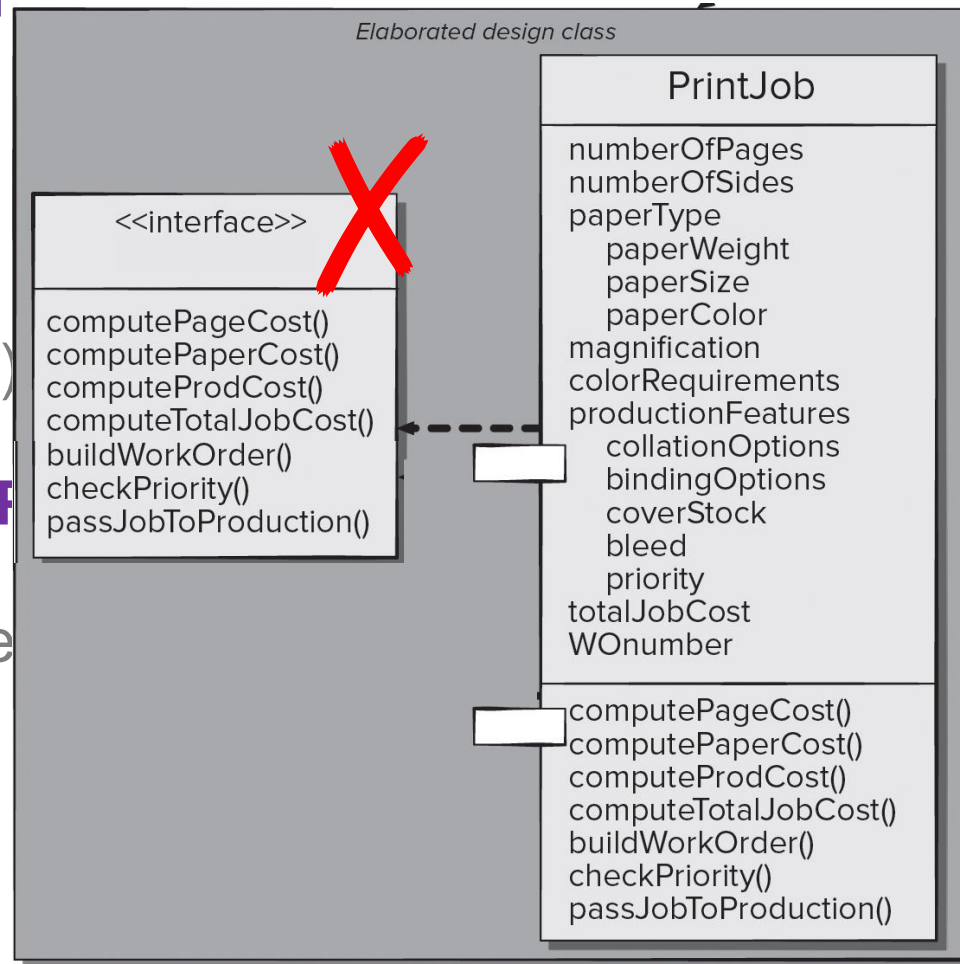 Elaborated design class
<<interface>>
computePageCost()
computePaperCost()
computeProdCost()
computeTotalJobCost()
buildWorkOrder()
checkPriority()
passJobToProduction()
PrintJob
numberOfPages
numberOfSides
paperType
paperWeight
paperSize
paperColor
magnification
colorRequirements
productionFeatures
collationOptions
bindingOptions
coverStock
bleed
priority
totalJobCost
WOnumber
computePageCost()
computePaperCost()
computeProdCost()
computeTotalJobCost()
buildWorkOrder()
checkPriority()
passJobToProduction()
)
e